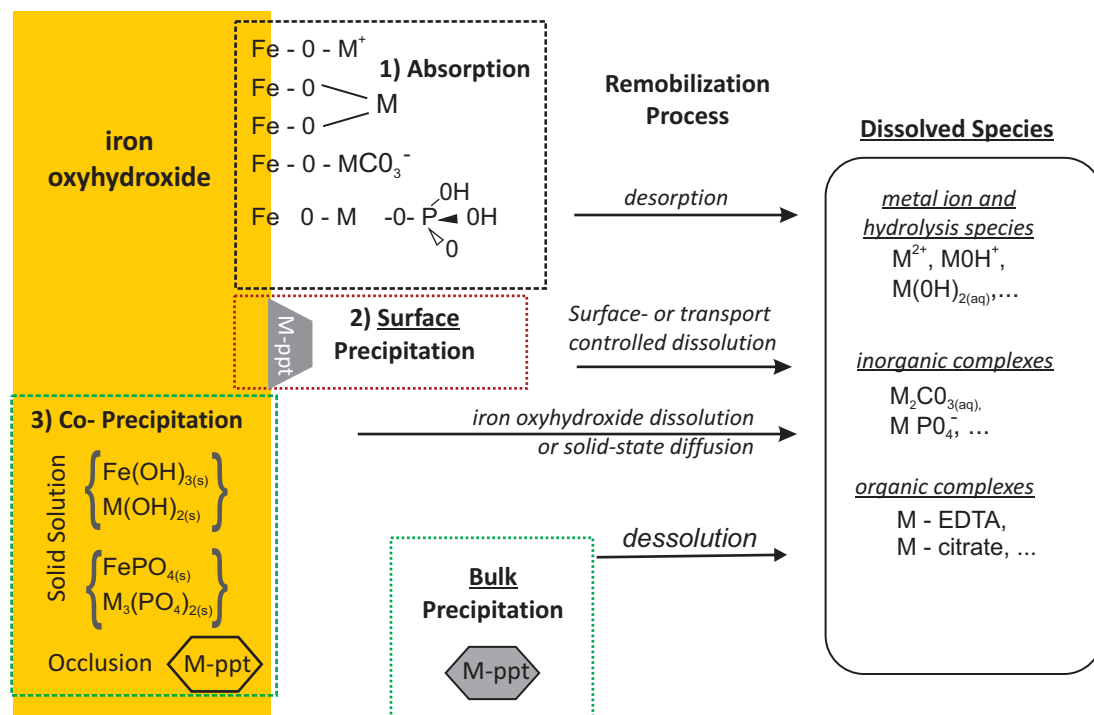 iron
oxyhydroxide
Fe - 0 - M⁺
1) Absorption
Fe - 0
M
Fe - 0
Fe - 0 - MC0₃⁻
Fe 0 - M -0- P
0H
0H
0
2) Surface
Precipitation
M-ppt
3) Co- Precipitation
Solid Solution
Fe(OH)₃₍ₛ₎
M(OH)₂₍ₛ₎
FePO₄₍ₛ₎
M₃(PO₄)₂₍ₛ₎
Occlusion M-ppt
Remobilization
Process
desorption
Surface- or transport
controlled dissolution
iron oxyhydroxide dissolution
or solid-state diffusion
dessolution
Bulk
Precipitation
M-ppt
Dissolved Species
metal ion and
hydrolysis species
M²⁺, M0H⁺,
M(0H)₂(aq),...
inorganic complexes
M₂C0₃(aq),
M P0₄⁻, ...
organic complexes
M - EDTA,
M - citrate, ...